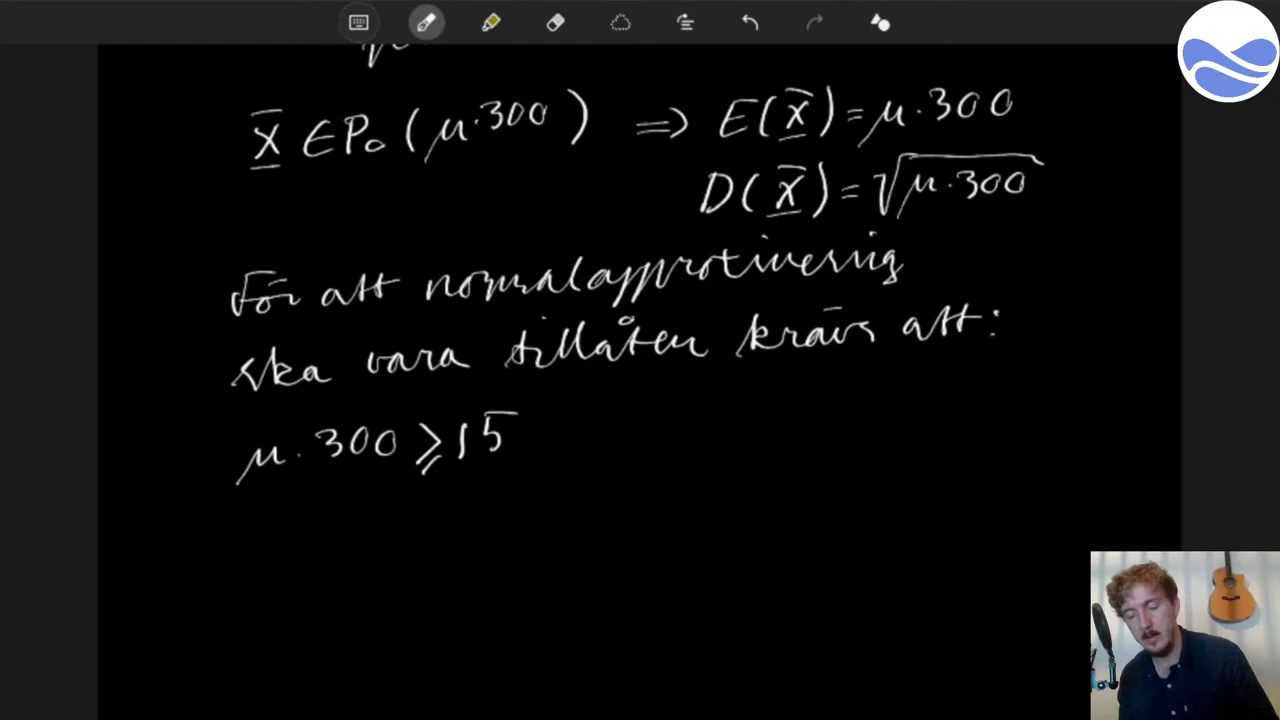 X̄ ∈ Po(μ·300) ⇒ E(X̄) = μ·300
D(X̄) = √μ·300
För att normalapproximering
ska vara tillåten krävs att:
μ·300 ≥ 15